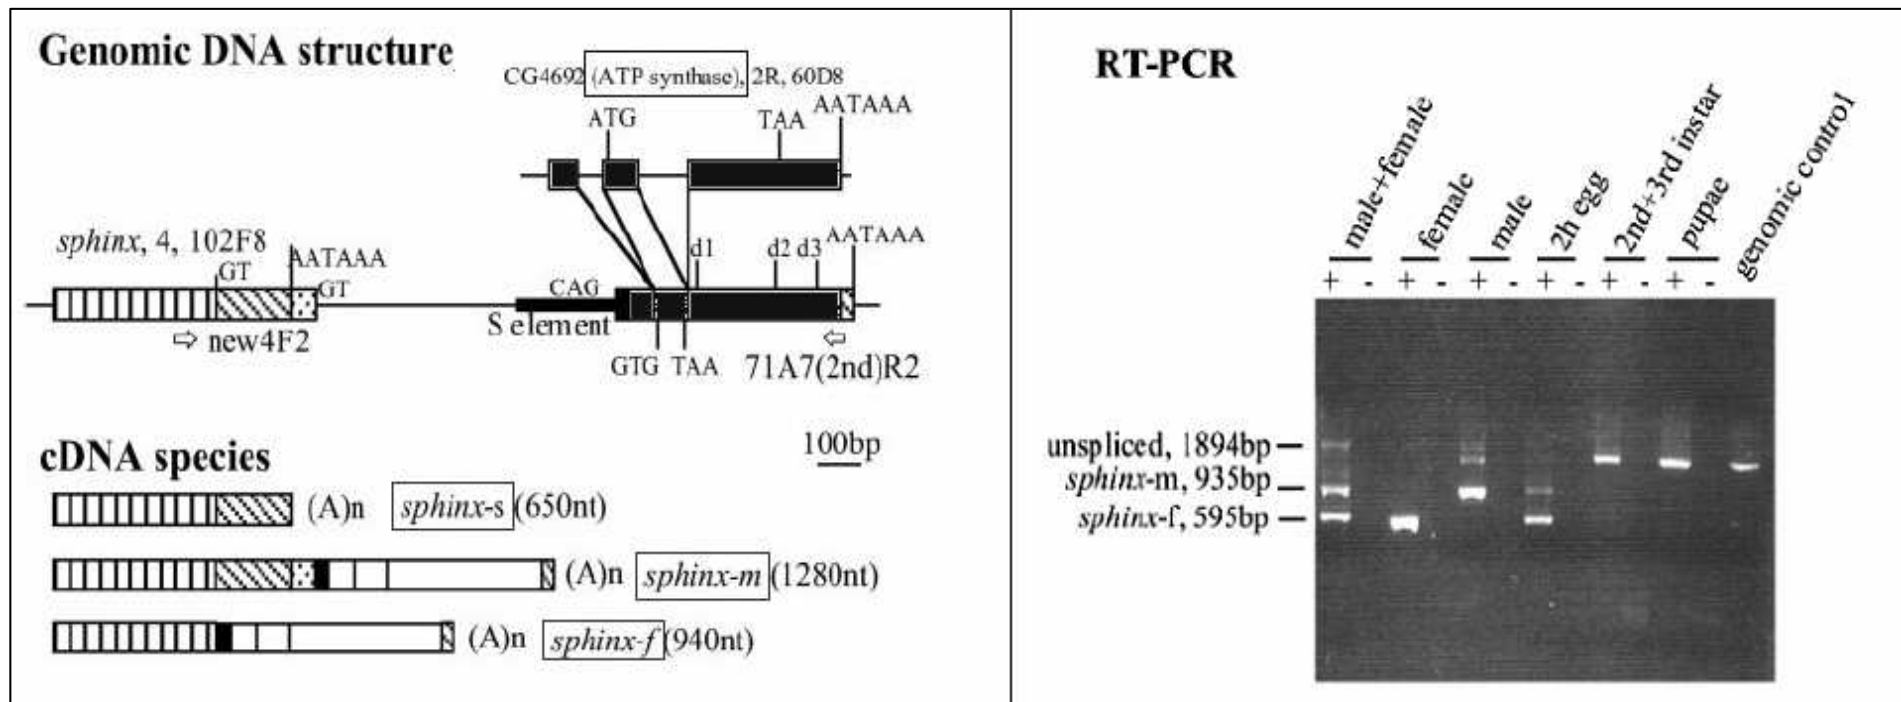 Genomic DNA structure
CG4692 (ATP synthase), 2R, 60D8
ATG
TAA
AATAAA
sphinx, 4, 102F8
GT
AATAAA
GT
CAG
S element
d1
d2
d3
AATAAA
new4F2
GTG
TAA
71A7(2nd)R2
100bp
cDNA species
(A)n sphinx-s (650nt)
(A)n sphinx-m (1280nt)
(A)n sphinx-f (940nt)
RT-PCR
male+female
female
male
2h egg
2nd+3rd instar
pupae
genomic control
+ - + - + - + - + - + -
unspliced, 1894bp
sphinx-m, 935bp
sphinx-f, 595bp